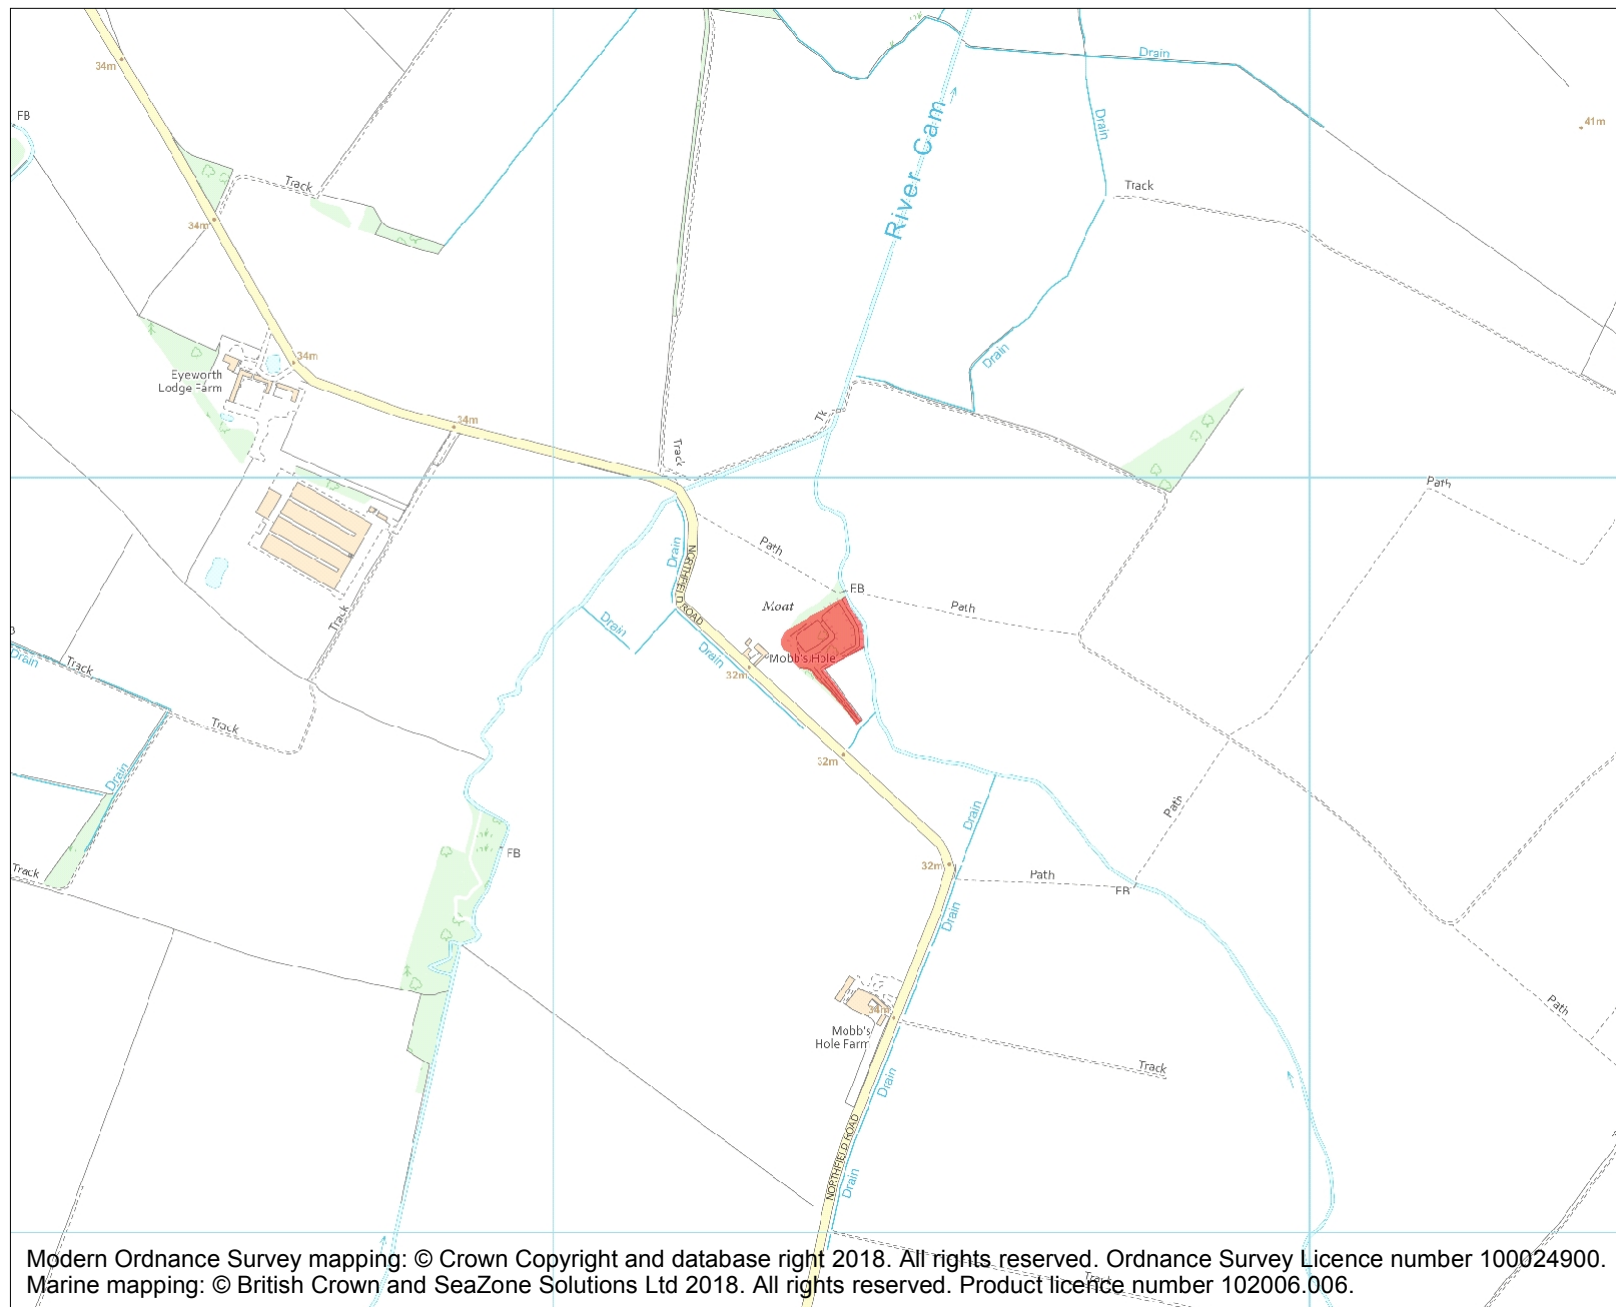 Drain
34m
River Cam
Drain
FB
41m
Track
Track
34m
Drain
34m
Eyeworth
Lodge Farm
34m
Tk
Track
Path
Path
Drain
NORTHFIELD ROAD
FB
Moat
Path
Track
Drain
Drain
Track
Drain
Mobb's Hole
32m
Track
32m
Drain
Drain
Path
FB
32m
Track
Path
FB
Drain
Path
34m
Mobb's
Hole Farm
Track
Drain
NORTHFIELD ROAD
Drain
Modern Ordnance Survey mapping: © Crown Copyright and database right 2018. All rights reserved. Ordnance Survey Licence number 100024900.
Track
Marine mapping: © British Crown and SeaZone Solutions Ltd 2018. All rights reserved. Product licence number 102006.006.